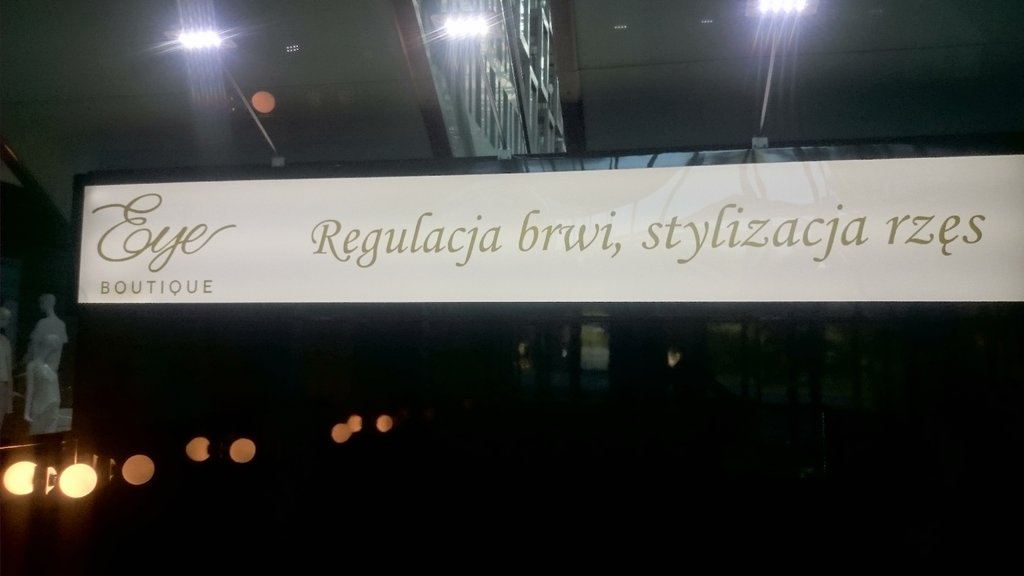 Eye
BOUTIQUE
Regulacja brwi, stylizacja rzęs